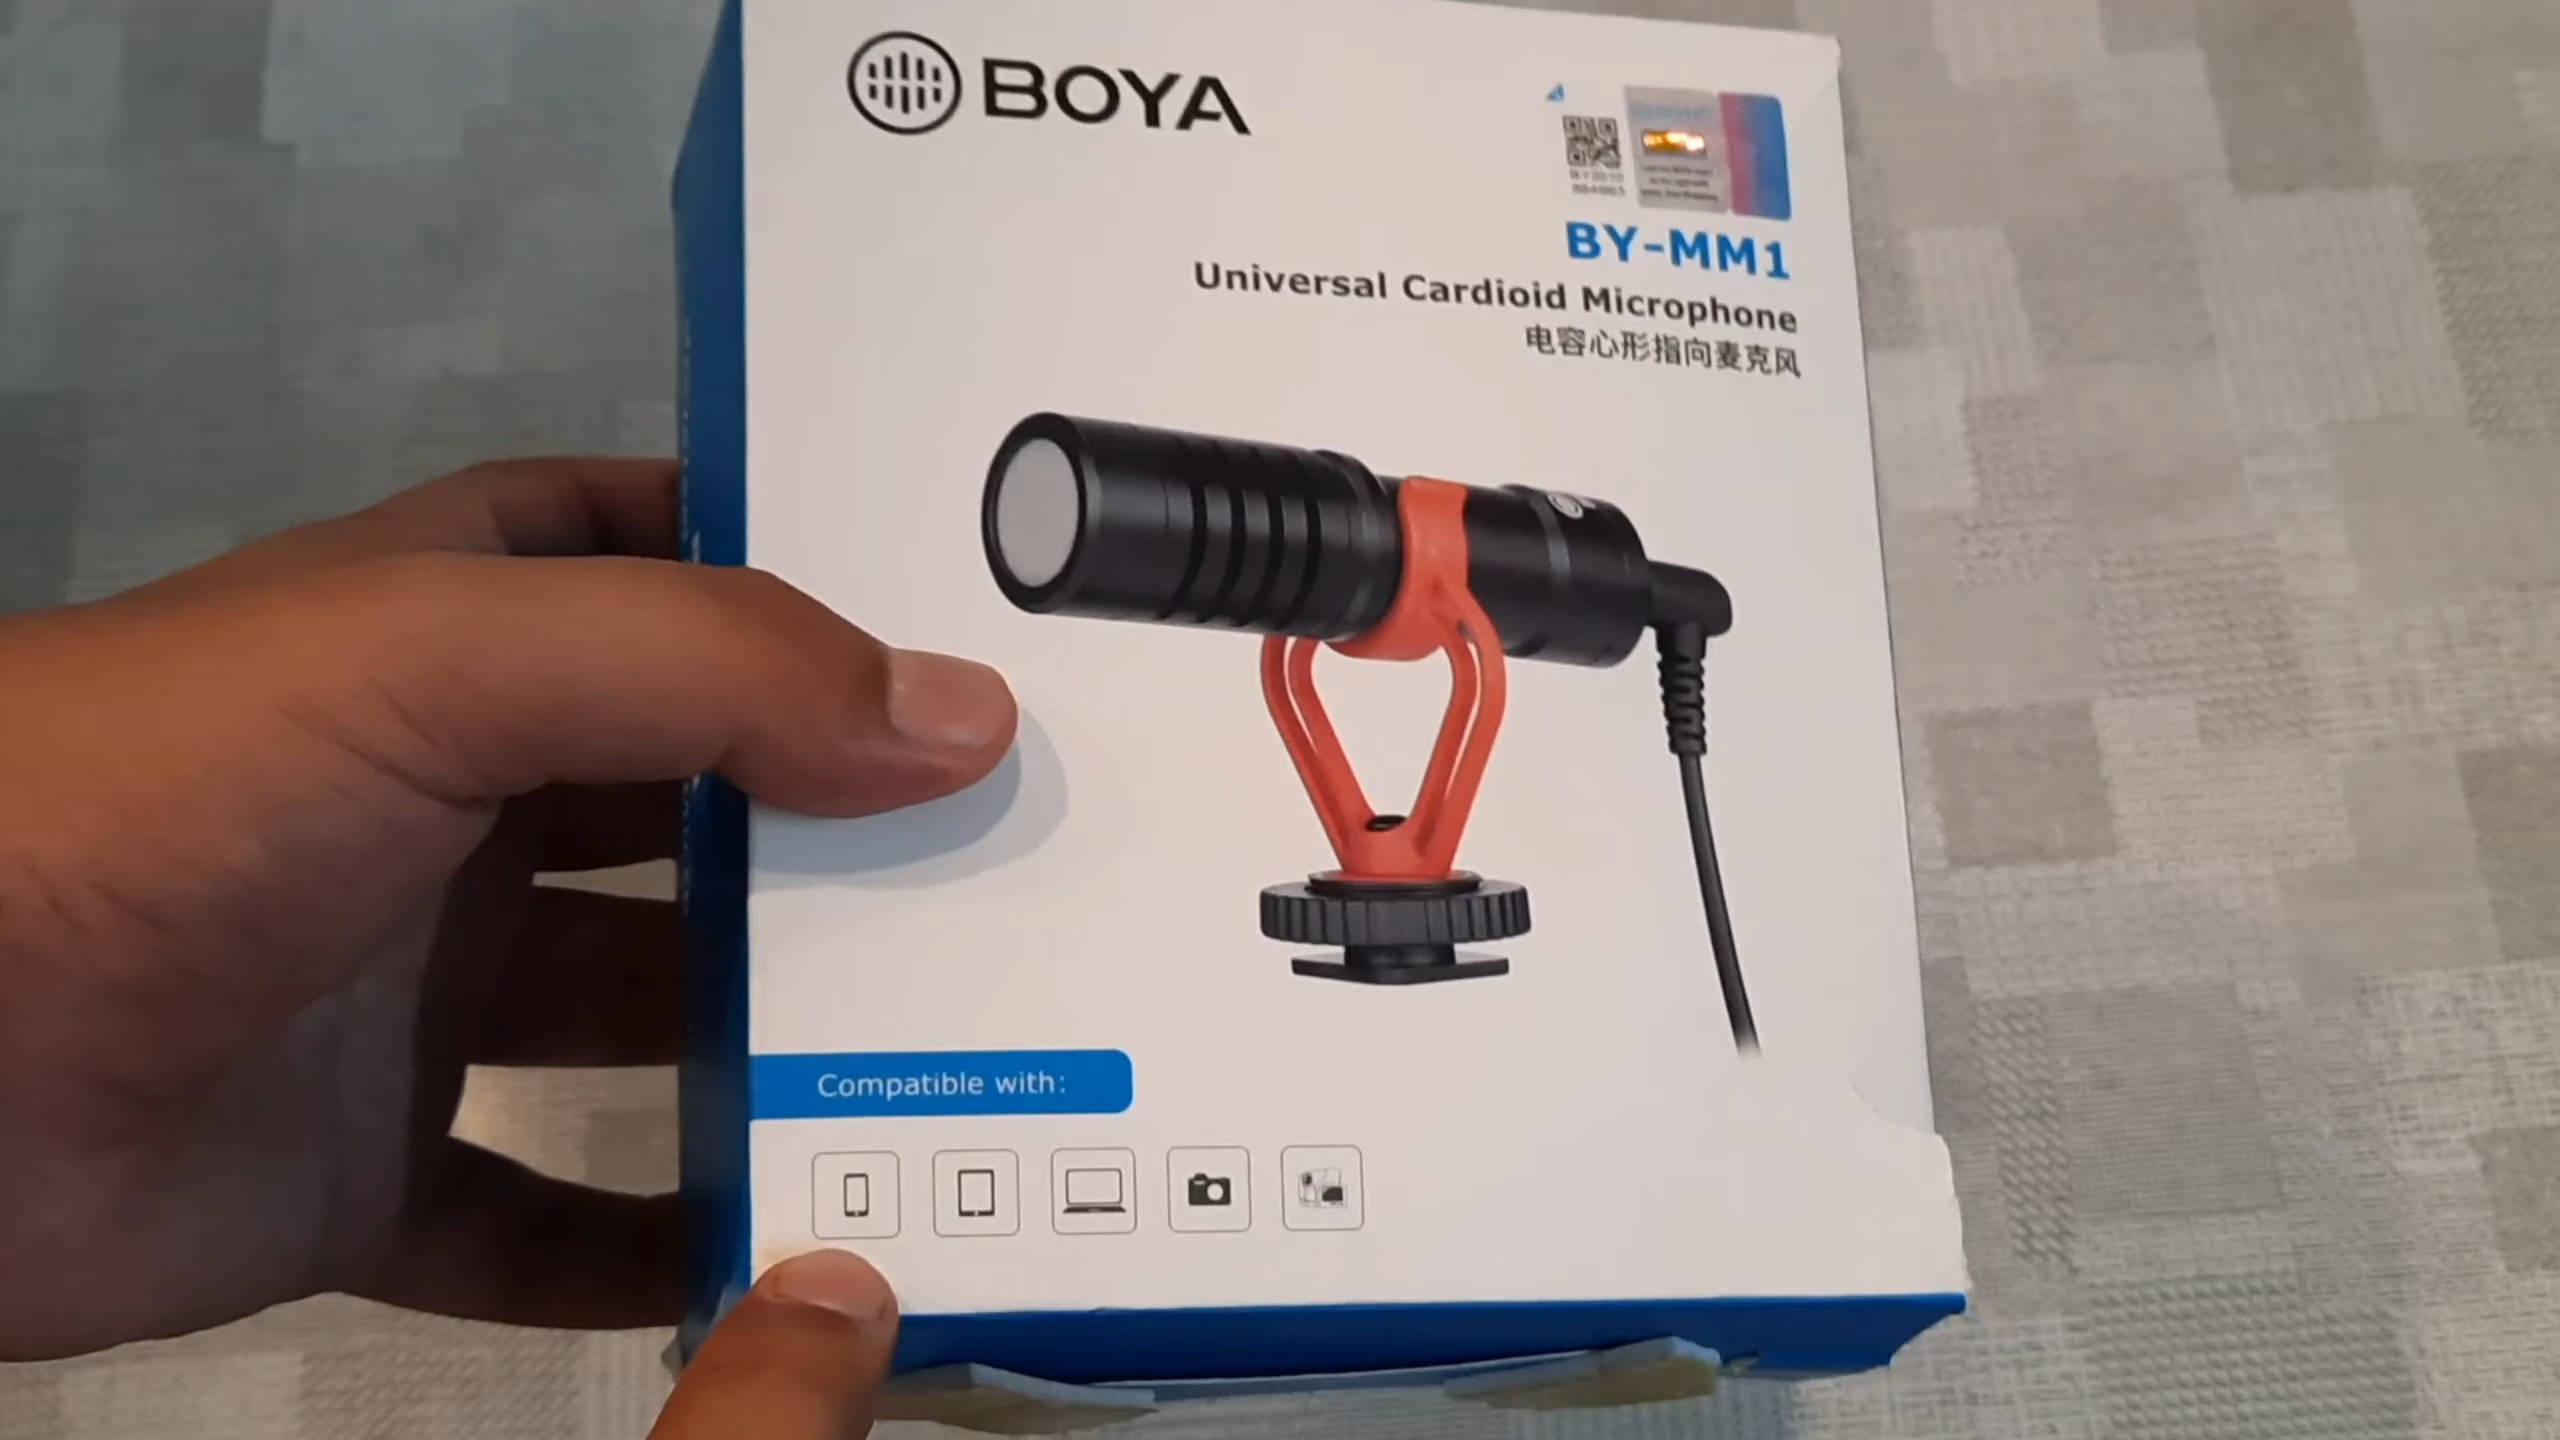 BOYA
BY-MM1
Universal Cardioid Microphone
电容心形指向麦克风
Compatible with: